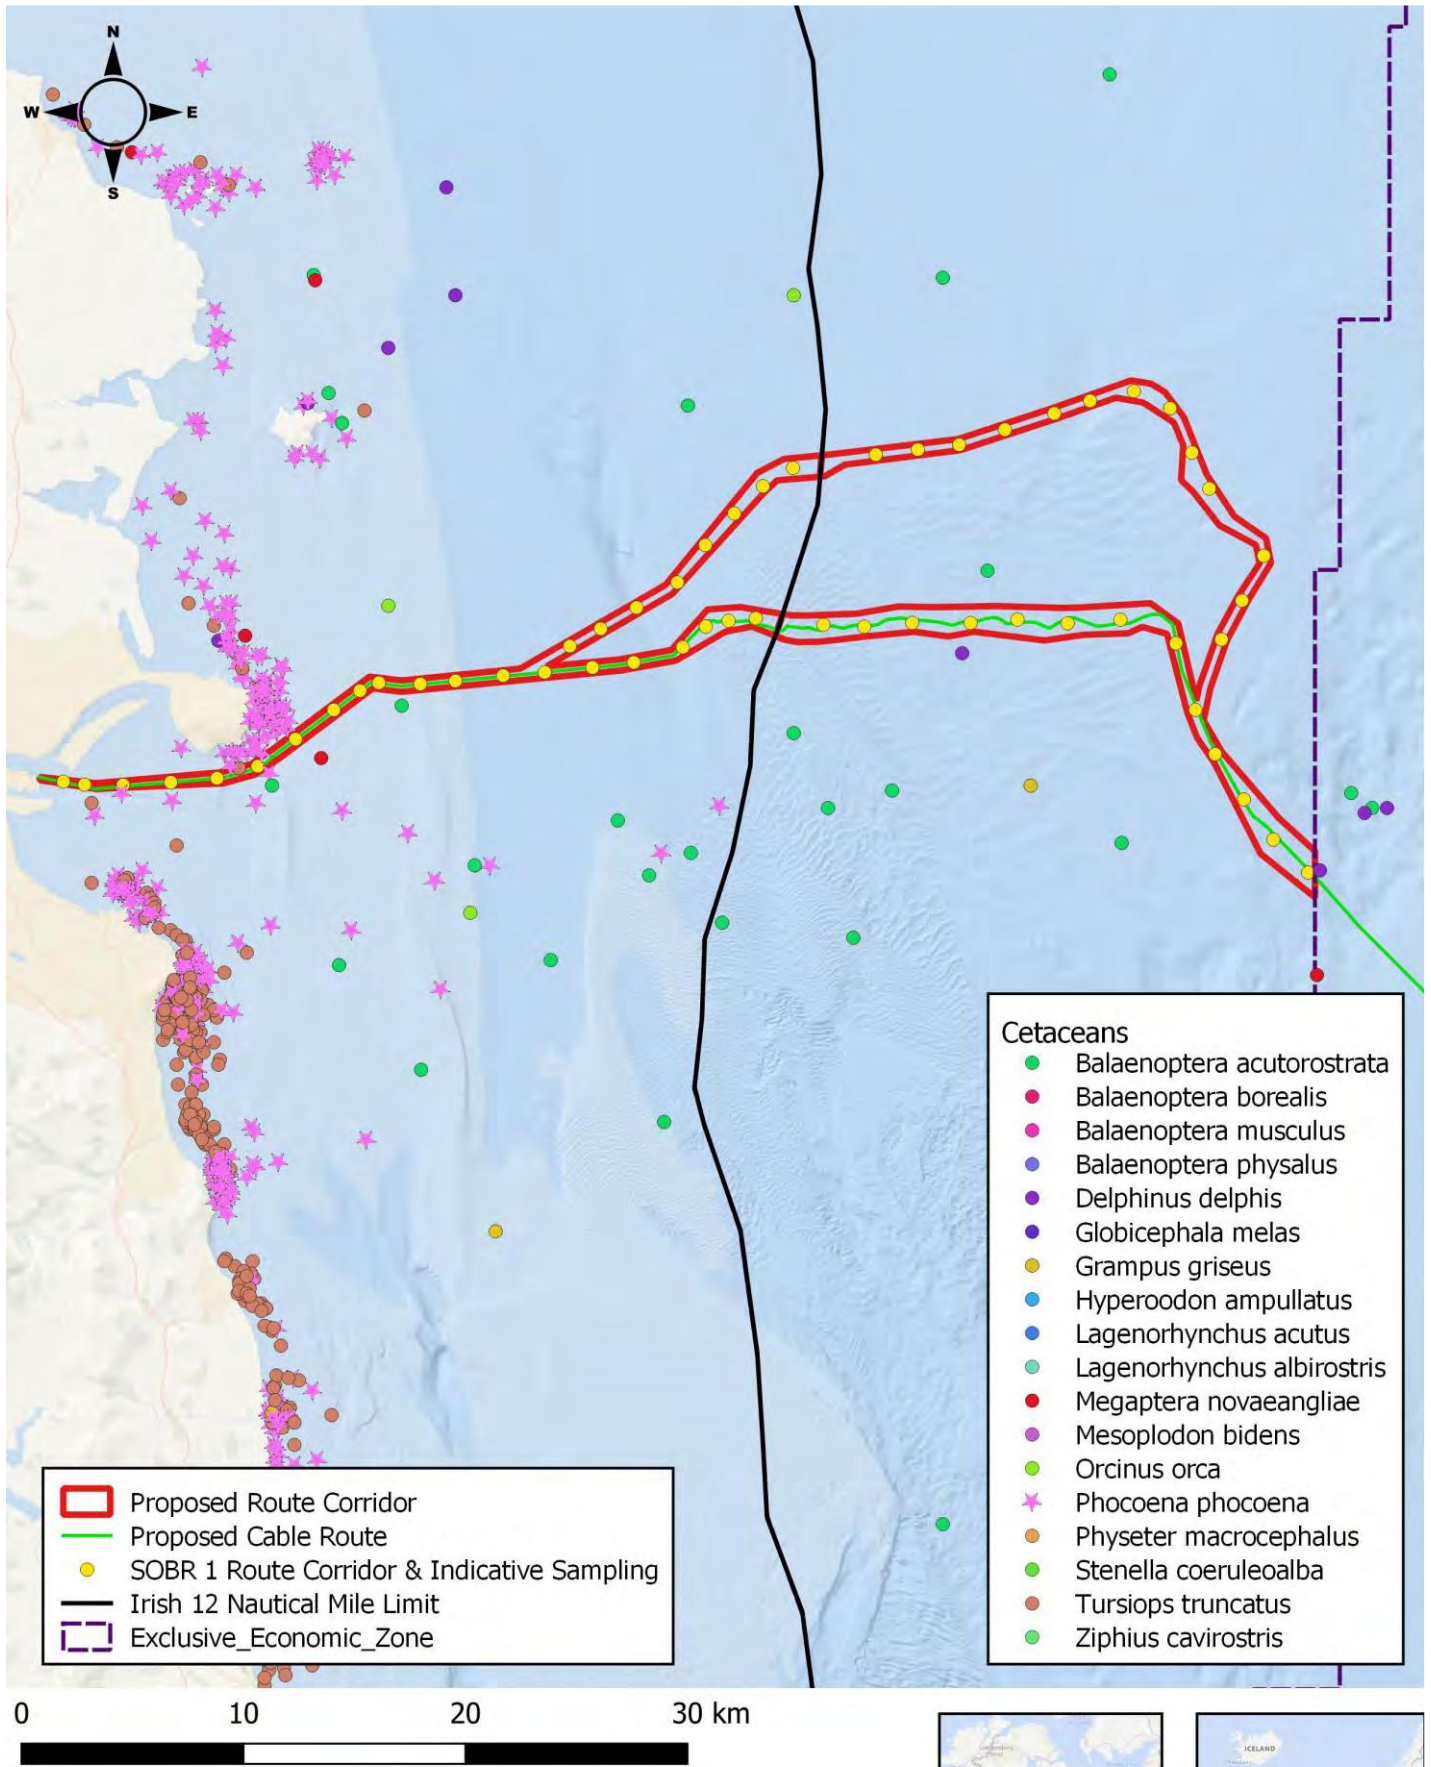 N
W E
S
Cetaceans
Balaenoptera acutorostrata
Balaenoptera borealis
Balaenoptera musculus
Balaenoptera physalus
Delphinus delphis
Globicephala melas
Grampus griseus
Hyperoodon ampullatus
Lagenorhynchus acutus
Lagenorhynchus albirostris
Megaptera novaeangliae
Mesoplodon bidens
Orcinus orca
Phocoena phocoena
Physeter macrocephalus
Stenella coeruleoalba
Tursiops truncatus
Ziphius cavirostris
Proposed Route Corridor
Proposed Cable Route
SOBR 1 Route Corridor & Indicative Sampling
Irish 12 Nautical Mile Limit
Exclusive_Economic_Zone
0 10 20 30 km
ICELAND